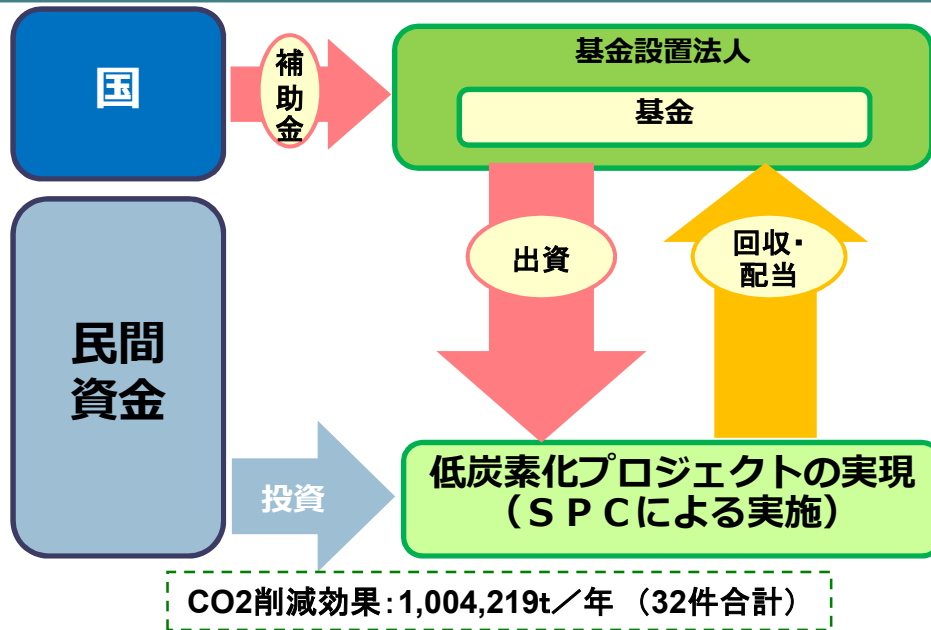 国
補
助
金
基金設置法人
基金
出資
回収・
配当
民間
資金
投資
低炭素化プロジェクトの実現
（ＳＰＣによる実施）
CO2削減効果：1,004,219t／年 （32件合計）